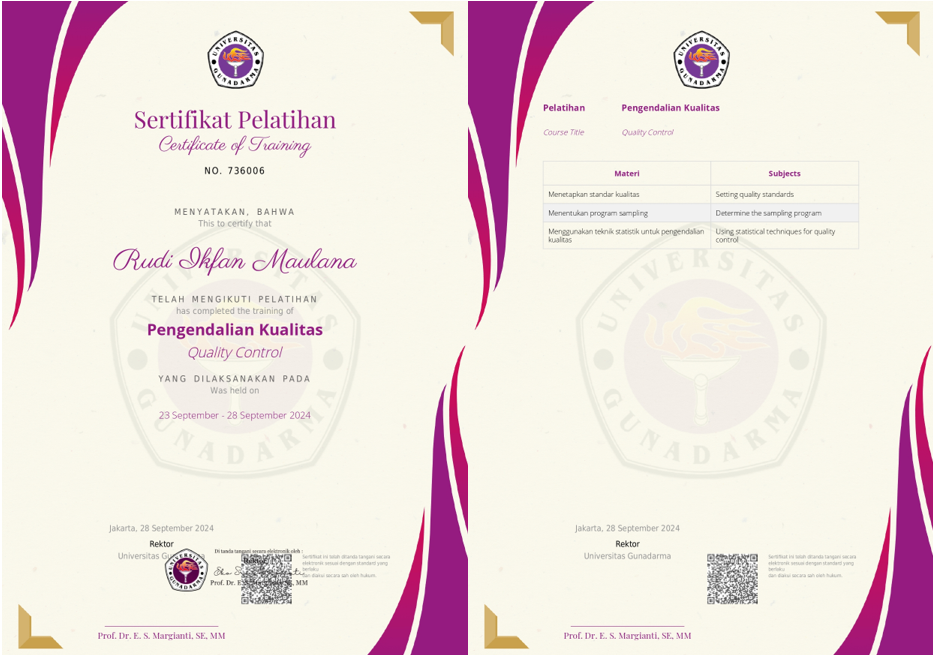 UNIVERSITAS
GUNADARMA
Sertifikat Pelatihan
Certificate of Training
NO. 736006
MENYATAKAN, BAHWA
This to certify that
Rudi Ikfan Maulana
TELAH MENGIKUTI PELATIHAN
has completed the training of
Pengendalian Kualitas
Quality Control
YANG DILAKSANAKAN PADA
Was held on
23 September - 28 September 2024
UNIVERSITAS
GUNADARMA
Jakarta, 28 September 2024
Rektor
Universitas Gunadarma
Di tanda tangani secara elektronik oleh :
Rektor
Prof. Dr. E. S. Margianti, SE, MM
Sertifikat ini telah ditanda tangani secara
elektronik sesuai dengan standard yang
berlaku
dan diakui secara sah oleh hukum.
Prof. Dr. E. S. Margianti, SE, MM
UNIVERSITAS
GUNADARMA
Pelatihan Pengendalian Kualitas
Course Title Quality Control
Materi Subjects
Menetapkan standar kualitas Setting quality standards
Menentukan program sampling Determine the sampling program
Menggunakan teknik statistik untuk pengendalian Using statistical techniques for quality
kualitas control
UNIVERSITAS
GUNADARMA
Jakarta, 28 September 2024
Rektor
Universitas Gunadarma
Sertifikat ini telah ditanda tangani secara
elektronik sesuai dengan standard yang
berlaku
dan diakui secara sah oleh hukum.
Prof. Dr. E. S. Margianti, SE, MM